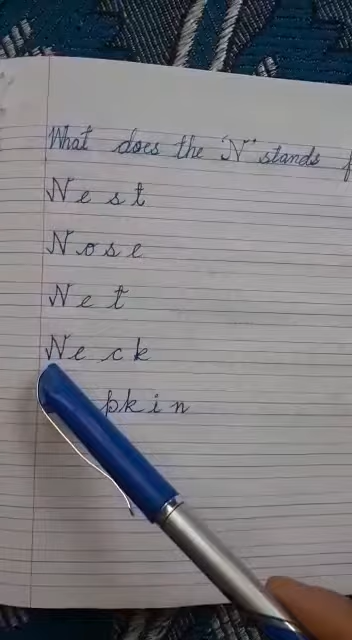 What does the "N" stands
Nest
Nose
Net
Neck
pkin